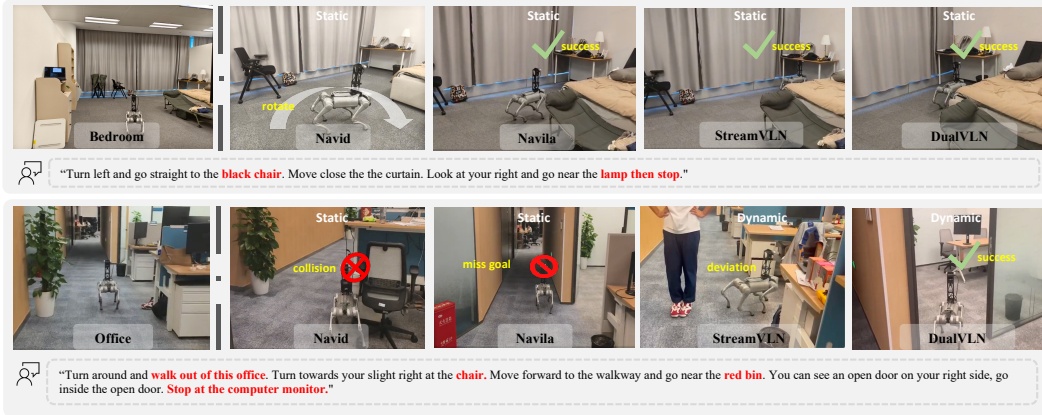 Static
Static
Static
Static
success
success
success
rotate
Bedroom
Navid
Navila
StreamVLN
DualVLN
“Turn left and go straight to the black chair. Move close the the curtain. Look at your right and go near the lamp then stop."
Static
Static
Dynamic
Dynamic
collision
miss goal
deviation
success
Office
Navid
Navila
StreamVLN
DualVLN
“Turn around and walk out of this office. Turn towards your slight right at the chair. Move forward to the walkway and go near the red bin. You can see an open door on your right side, go
inside the open door. Stop at the computer monitor."